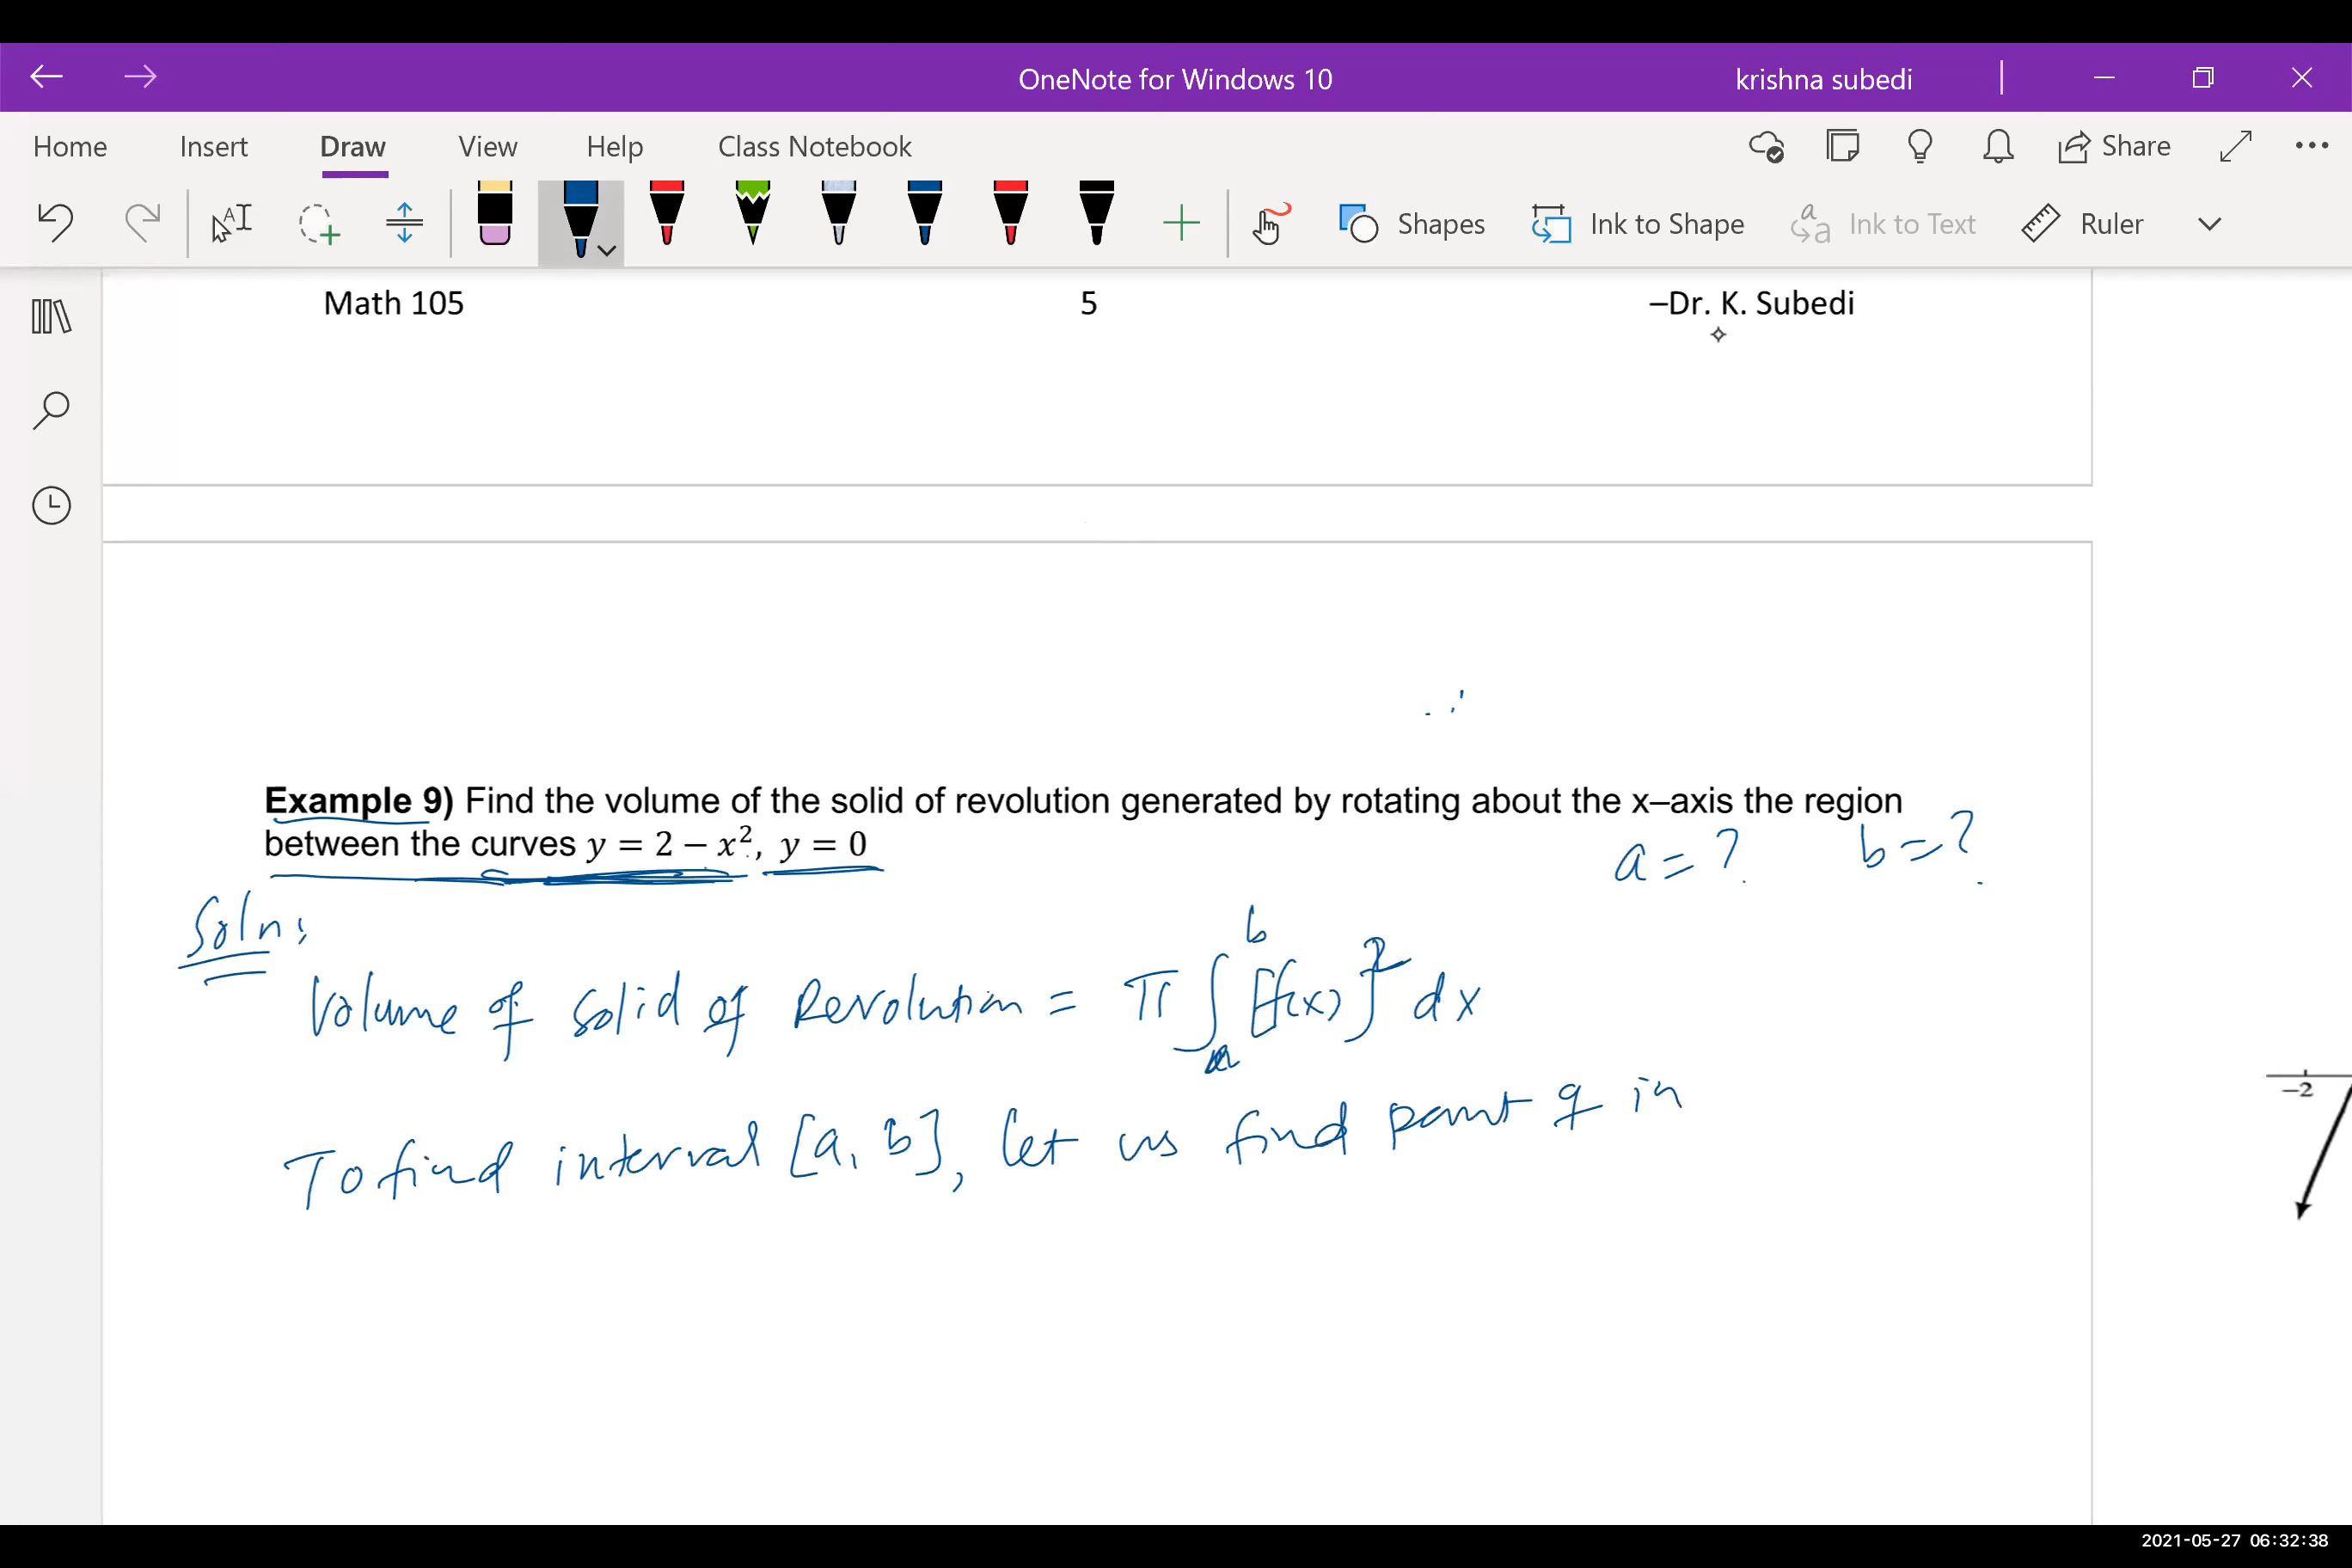 OneNote for Windows 10
krishna subedi
Home Insert Draw View Help Class Notebook Share
Shapes Ink to Shape Ink to Text Ruler
Math 105 5 –Dr. K. Subedi
Example 9) Find the volume of the solid of revolution generated by rotating about the x–axis the region
between the curves y = 2 − x², y = 0
a = ? b = ?
Soln:
Volume of Solid of Revolution = π ∫ₐᵇ [f(x)]² dx
To find interval [a, b], let us find point of in
−2
2021-05-27 06:32:38